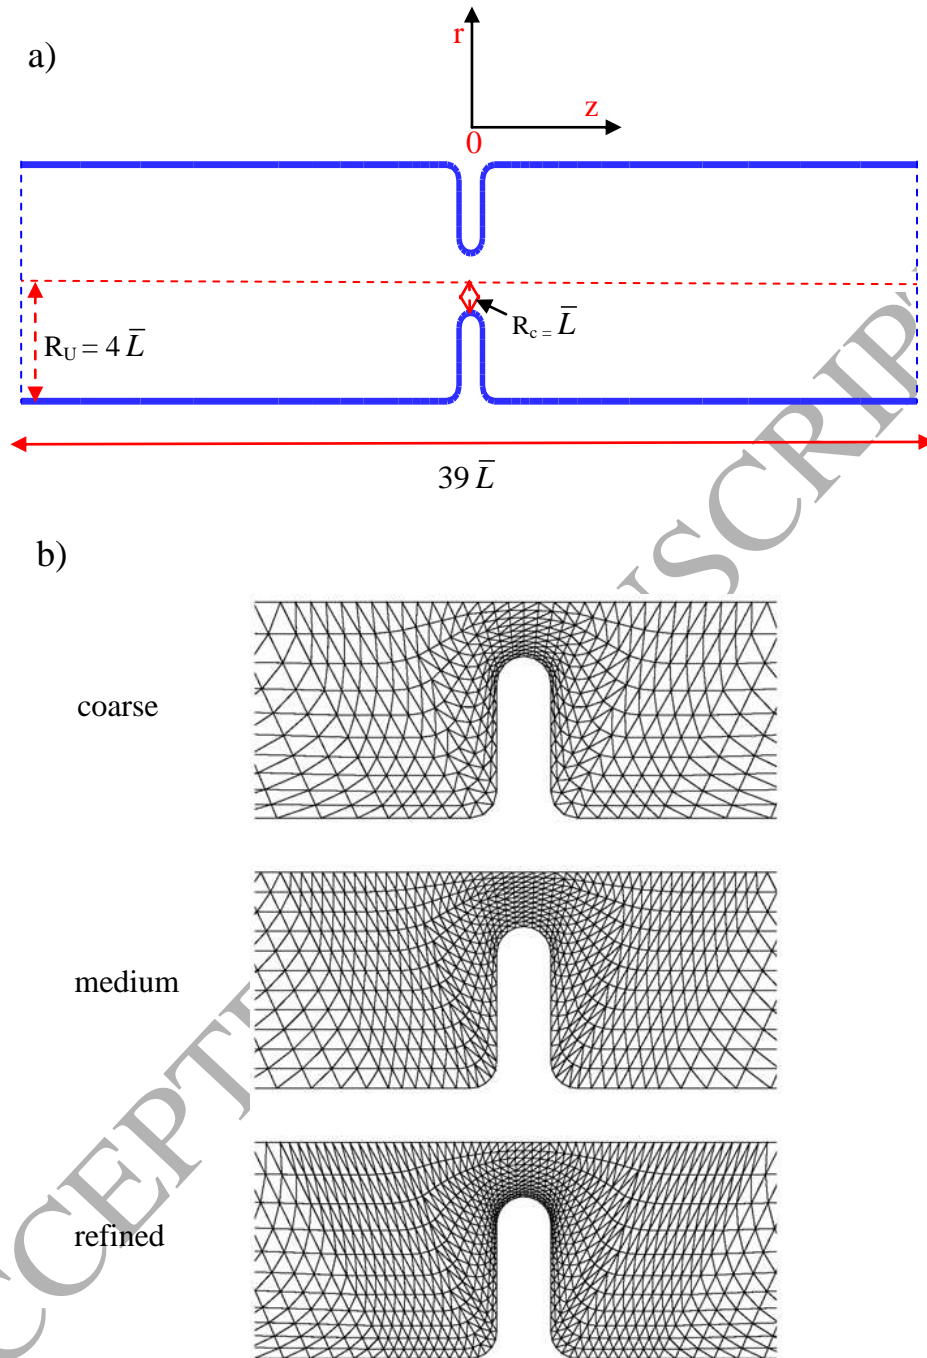 a)
r
z
0
R_U = 4 L̅
R_c = L̅
39 L̅
b)
coarse
medium
refined